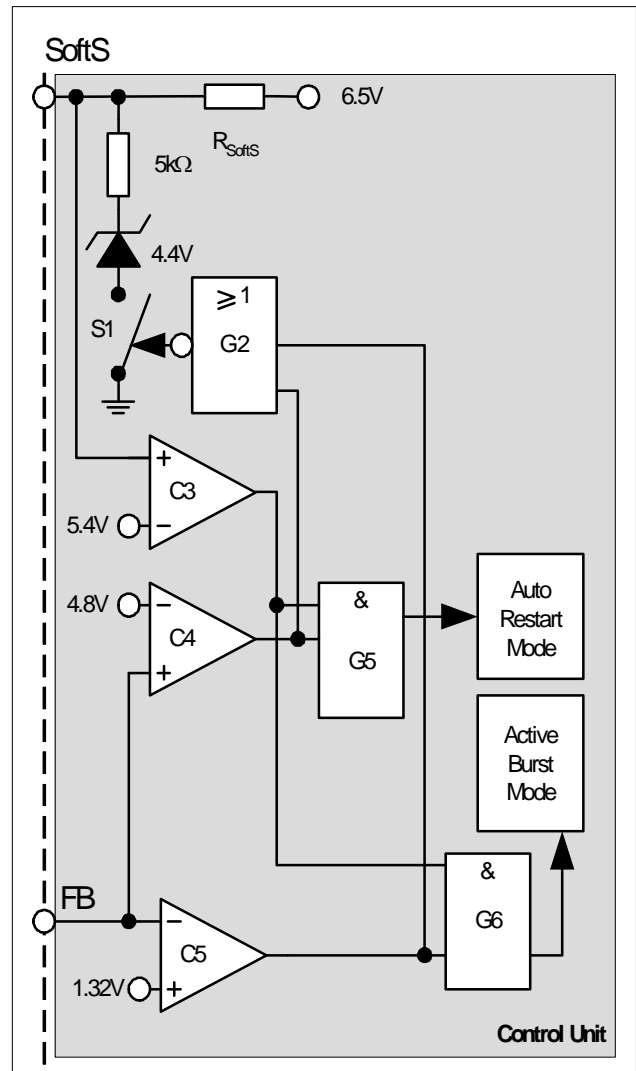 SoftS
6.5V
R_SoftS
5kΩ
4.4V
≥1
G2
S1
C3
5.4V
4.8V
C4
&
G5
Auto
Restart
Mode
Active
Burst
Mode
&
G6
FB
C5
1.32V
Control Unit